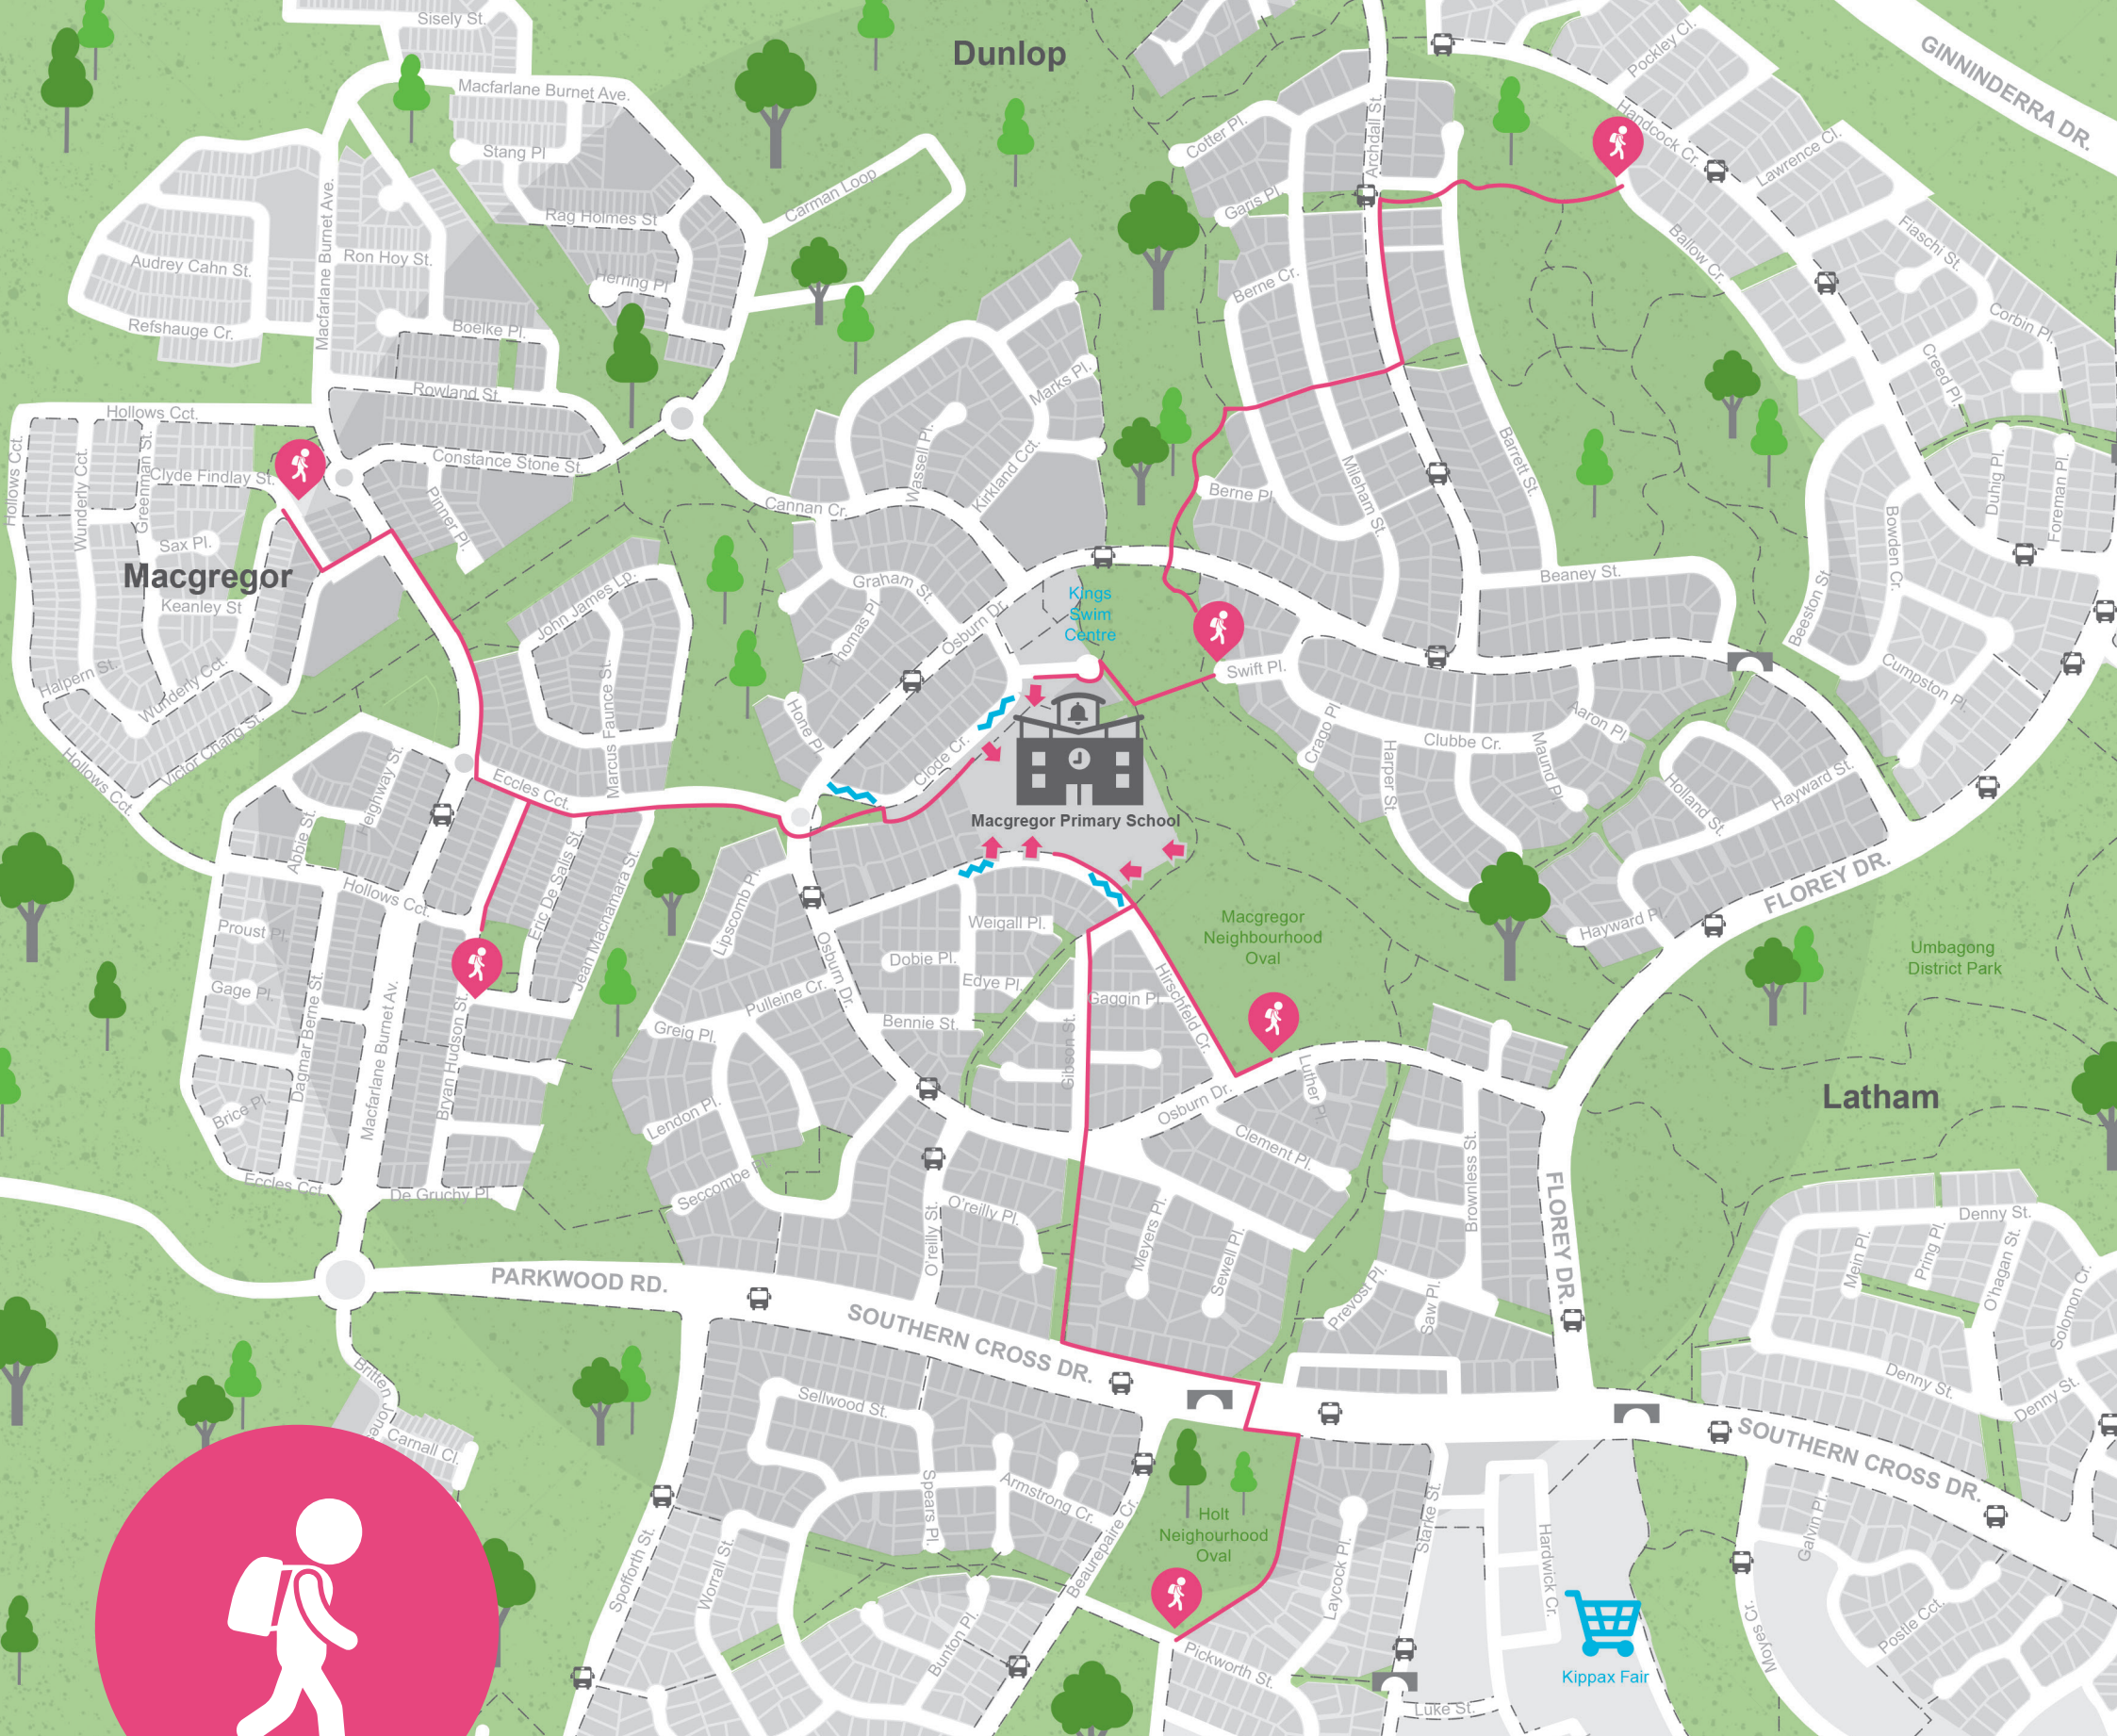 Sisely St.
Dunlop
Pockley Cl.
GINNINDERRA DR.
Macfarlane Burnet Ave.
Handcock Cr.
Cotter Pl.
Archdall St.
Lawrence Cl.
Stang Pl
Carman Loop
Garis Pl.
Rag Holmes St
Macfarlane Burnet Ave.
Ballow Cr.
Fiaschi St.
Audrey Cahn St.
Ron Hoy St.
Herring Pl
Berne Cr.
Refshauge Cr.
Boelke Pl.
Corbin Pl.
Marks Pl.
Creed Pl.
Rowland St.
Hollows Cct.
Hollows Cct.
Wunderly Cct.
Greenman St.
Clyde Findlay St.
Constance Stone St.
Wassell Pl.
Kirkland Cct.
Barrett St.
Mileham St.
Duhig Pl.
Foreman Pl.
Berne Pl
Pinder Pl.
Cannan Cr.
Bowden Cr.
Sax Pl.
Macgregor
Beaney St.
Graham St.
Kings
Swim
Centre
John James Lp.
Keanley St
Thomas Pl
Osburn Dr.
Beeston St
Halpern St.
Wunderly Cct.
Swift Pl.
Cumpston Pl.
Marcus Faunce St.
Victor Chang St.
Hone Pl
Cragg Pl
Aaron Pl
Clubbe Cr.
Maund Pl
Harper St.
Clode Cr.
Hollows Cct.
Eccles Cct.
Hayward St.
Holland St.
Heighway St.
Abbie St.
Macgregor Primary School
FLOREY DR.
Hollows Cct.
Eric De Salis St.
Jean Macnamara St.
Lipscomb Pl.
Weigall Pl.
Macgregor
Neighbourhood
Oval
Hayward Pl.
Umbagong
District Park
Proust Pl.
Dobie Pl.
Osburn Dr.
Edye Pl.
Hirschfeld Cr.
Gaggin Pl
Gage Pl.
Pulleine Cr.
Bennie St.
Greig Pl.
Dagmar Berne St.
Macfarlane Burnet Av.
Bryan Hudson St.
Gibson St.
Luther Pl
Latham
Brice Pl.
Lendon Pl.
Osburn Dr.
Clement Pl.
Brownless St.
Eccles Cct.
De Gruchy Pl
Seccombe Pl
O'reilly Pl.
O'reilly St.
Meyers Pl.
Sewell Pl.
FLOREY DR.
Denny St.
Mein Pl.
Pring Pl.
O'hagan St.
Solomon Cr.
PARKWOOD RD.
Prevost Pl.
Saw Pl.
SOUTHERN CROSS DR.
Britten Jones
Denny St.
Denny St.
Sellwood St.
Carnall Cl.
SOUTHERN CROSS DR.
Spears Pl.
Armstrong Cr.
Beaurepaire Cr.
Holt
Neighourhood
Oval
Starke St.
Laycock Pl.
Hardwick Cr.
Galvin Pl.
Spofforth St.
Worrall St.
Bunton Pl.
Pickworth St.
Postle Cct.
Moyes Cr.
Kippax Fair
Luke St.